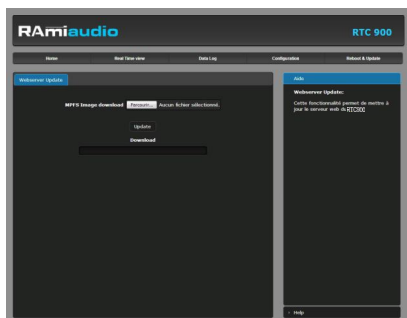 RAmiaudio
RTC 900
Home
Real Time view
Data Log
Configuration
Reboot & Update
Webserver Update
MPFS Image download
Parcourir...
Aucun fichier sélectionné.
Update
Download
Aide
Webserver Update:
Cette fonctionnalité permet de mettre à
jour le serveur web du RTC900
Help